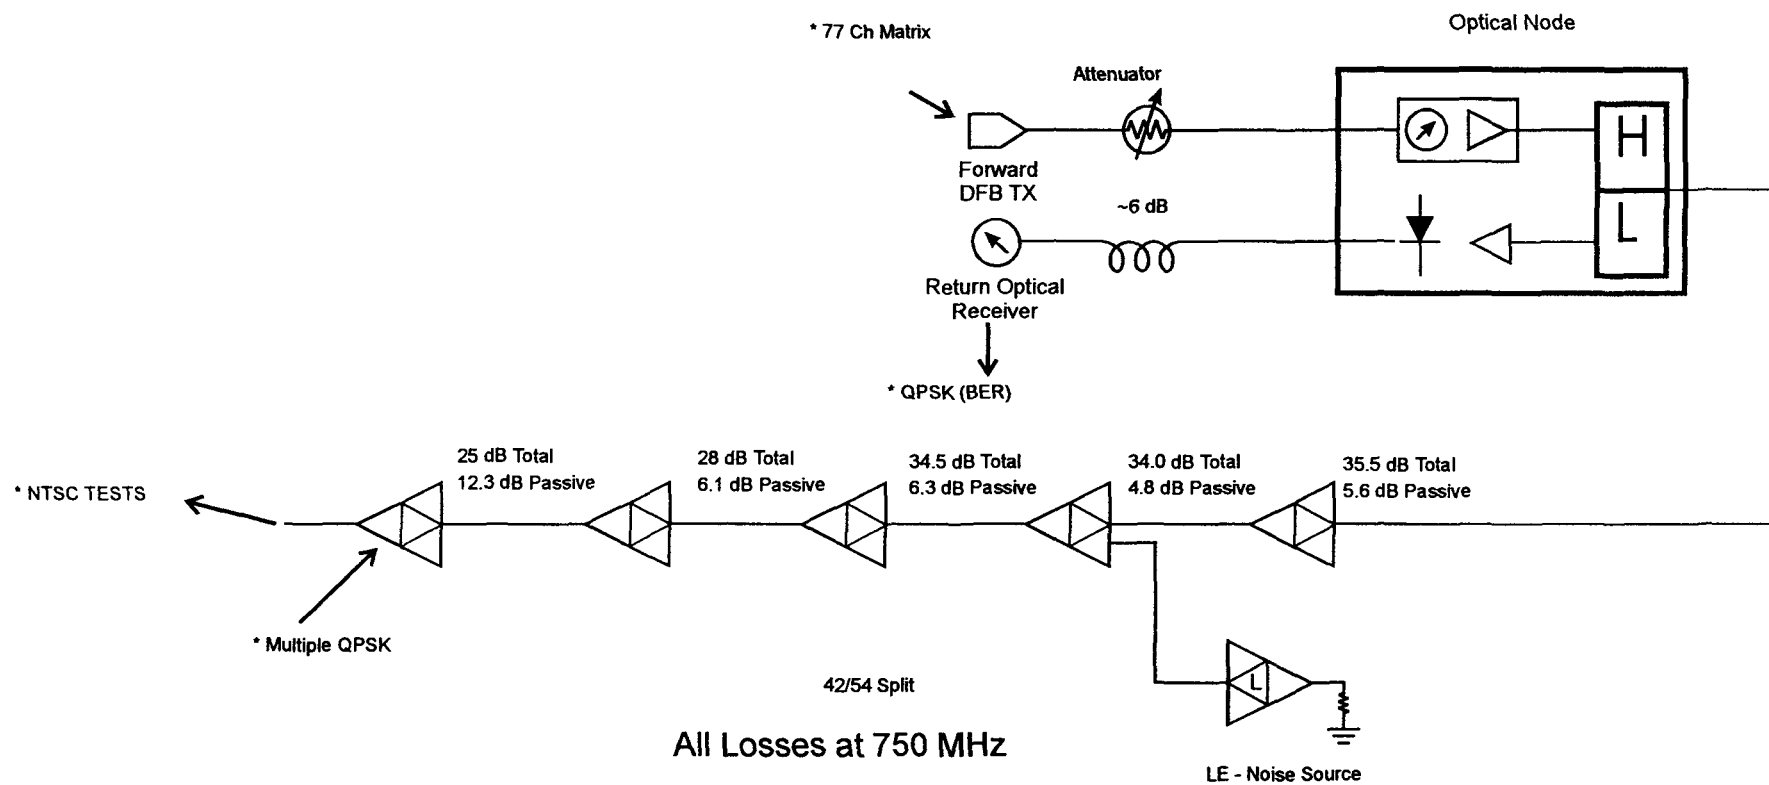 Optical Node
* 77 Ch Matrix
Attenuator
H
Forward
DFB TX
~6 dB
L
Return Optical
Receiver
* QPSK (BER)
25 dB Total
12.3 dB Passive
28 dB Total
6.1 dB Passive
34.5 dB Total
6.3 dB Passive
34.0 dB Total
4.8 dB Passive
35.5 dB Total
5.6 dB Passive
* NTSC TESTS
* Multiple QPSK
42/54 Split
L
All Losses at 750 MHz
LE - Noise Source